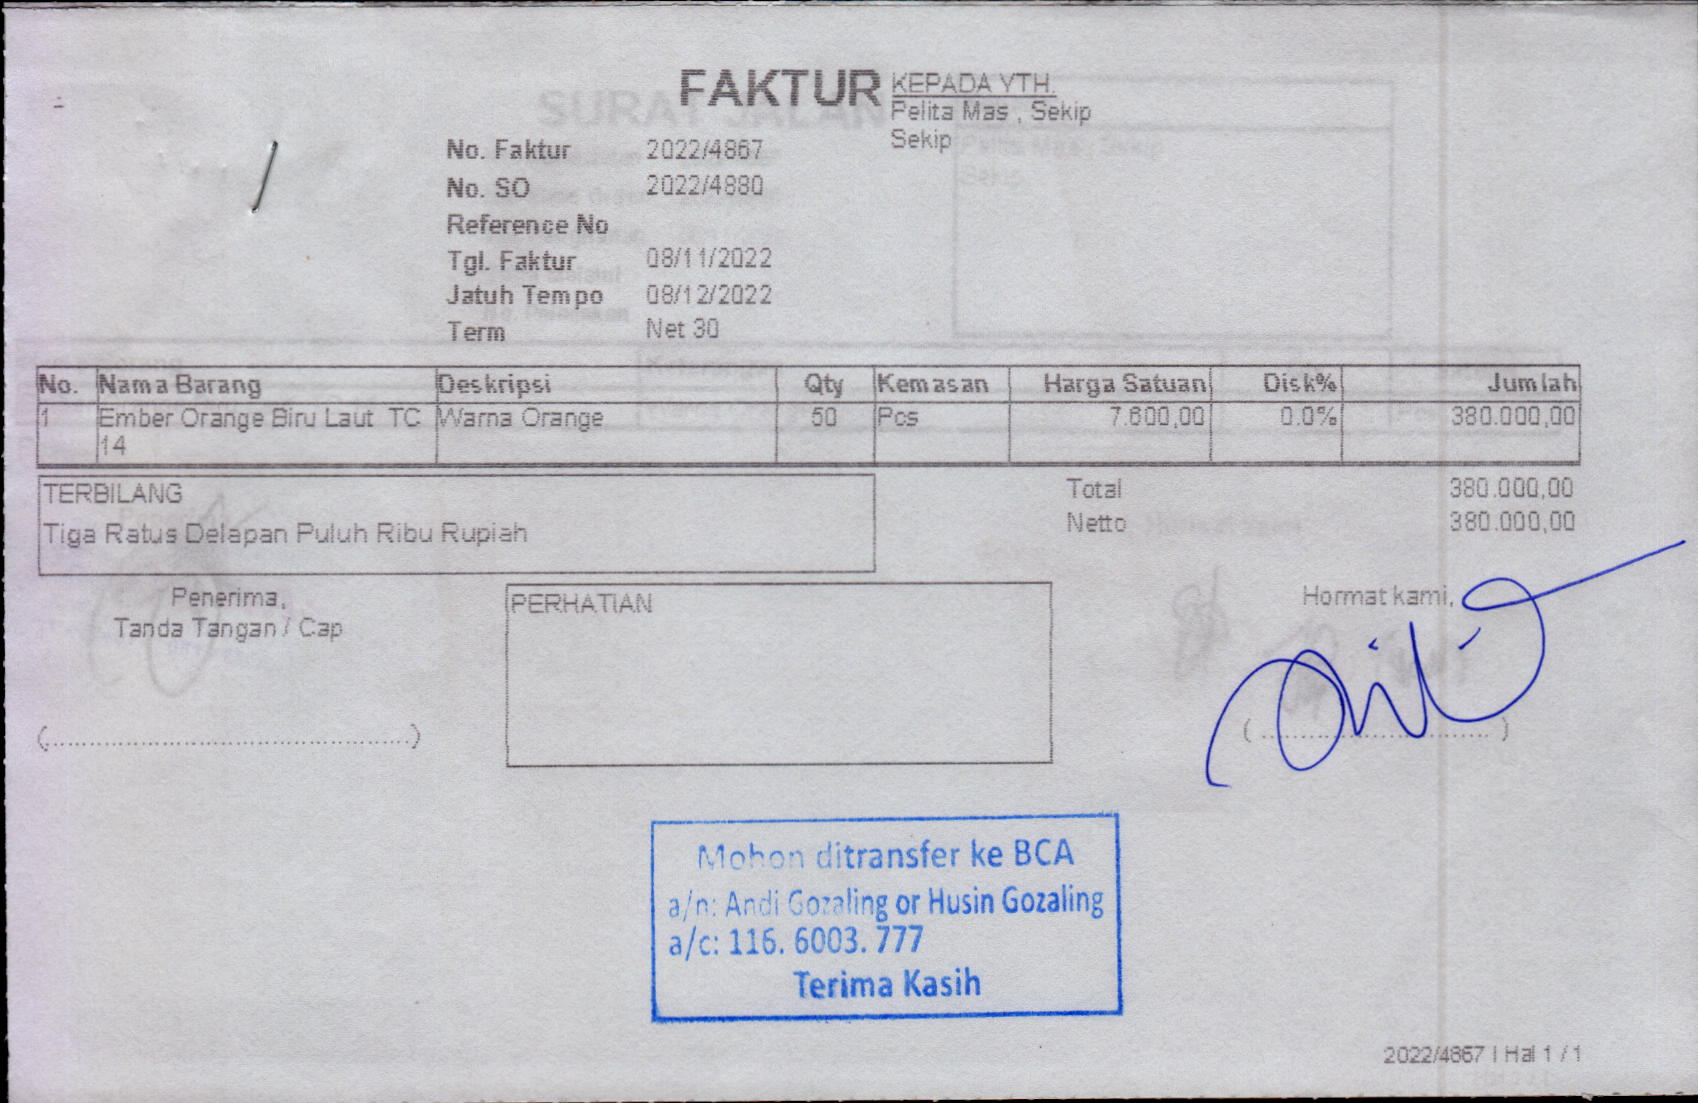 FAKTUR
KEPADA YTH.
Pelita Mas , Sekip
Sekip
No. Faktur 2022/4867
No. SO 2022/4880
Reference No
Tgl. Faktur 08/11/2022
Jatuh Tempo 08/12/2022
Term Net 30
No. Nama Barang Deskripsi Qty Kemasan Harga Satuan Disk% Jumlah
1 Ember Orange Biru Laut TC Warna Orange 50 Pcs 7.600,00 0.0% 380.000,00
14
TERBILANG
Tiga Ratus Delapan Puluh Ribu Rupiah
Total 380.000,00
Netto 380.000,00
Penerima,
Tanda Tangan / Cap
(................................................)
PERHATIAN
Hormat kami,
( ................................ )
Mohon ditransfer ke BCA
a/n: Andi Gozaling or Husin Gozaling
a/c: 116. 6003. 777
Terima Kasih
2022/4867 | Hal 1 / 1